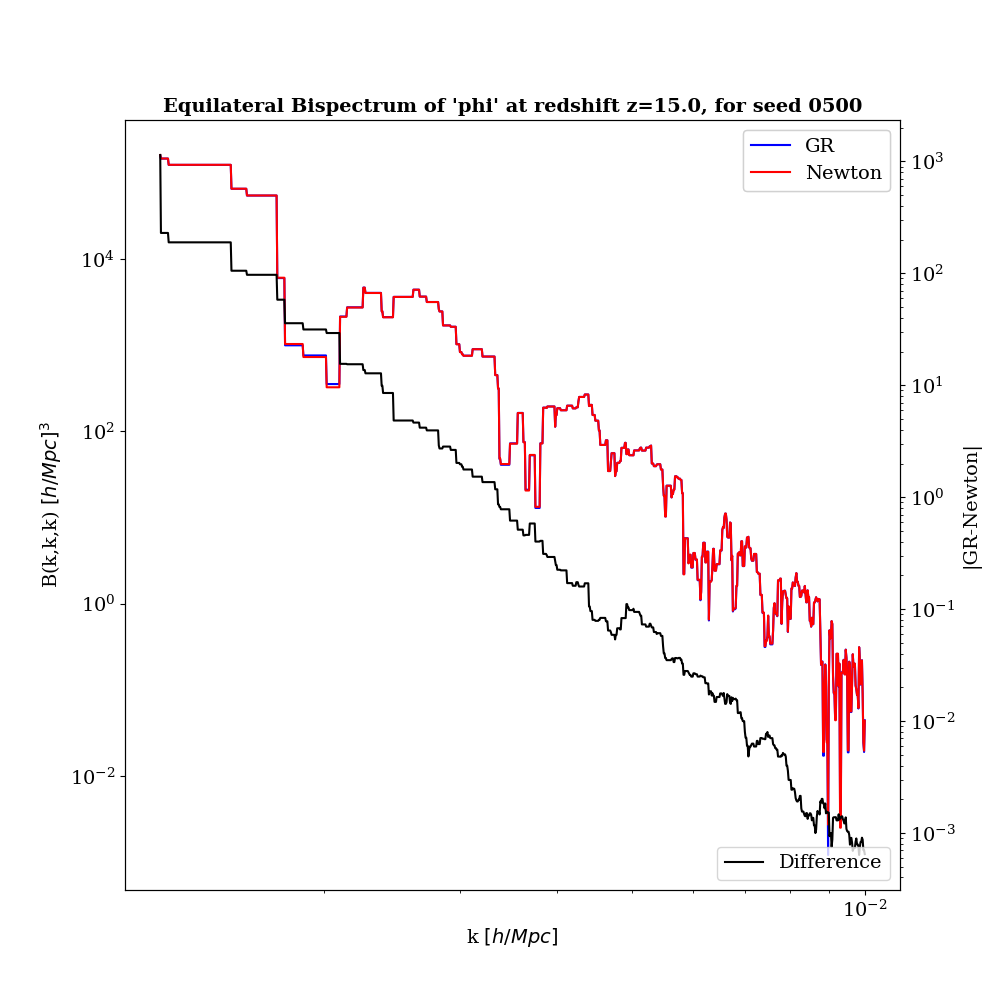 Equilateral Bispectrum of 'phi' at redshift z=15.0, for seed 0500
GR
Newton
10^4
10^2
10^0
10^-2
B(k,k,k) [h/Mpc]^3
10^3
10^2
10^1
10^0
10^-1
10^-2
10^-3
|GR-Newton|
Difference
10^-2
k [h/Mpc]